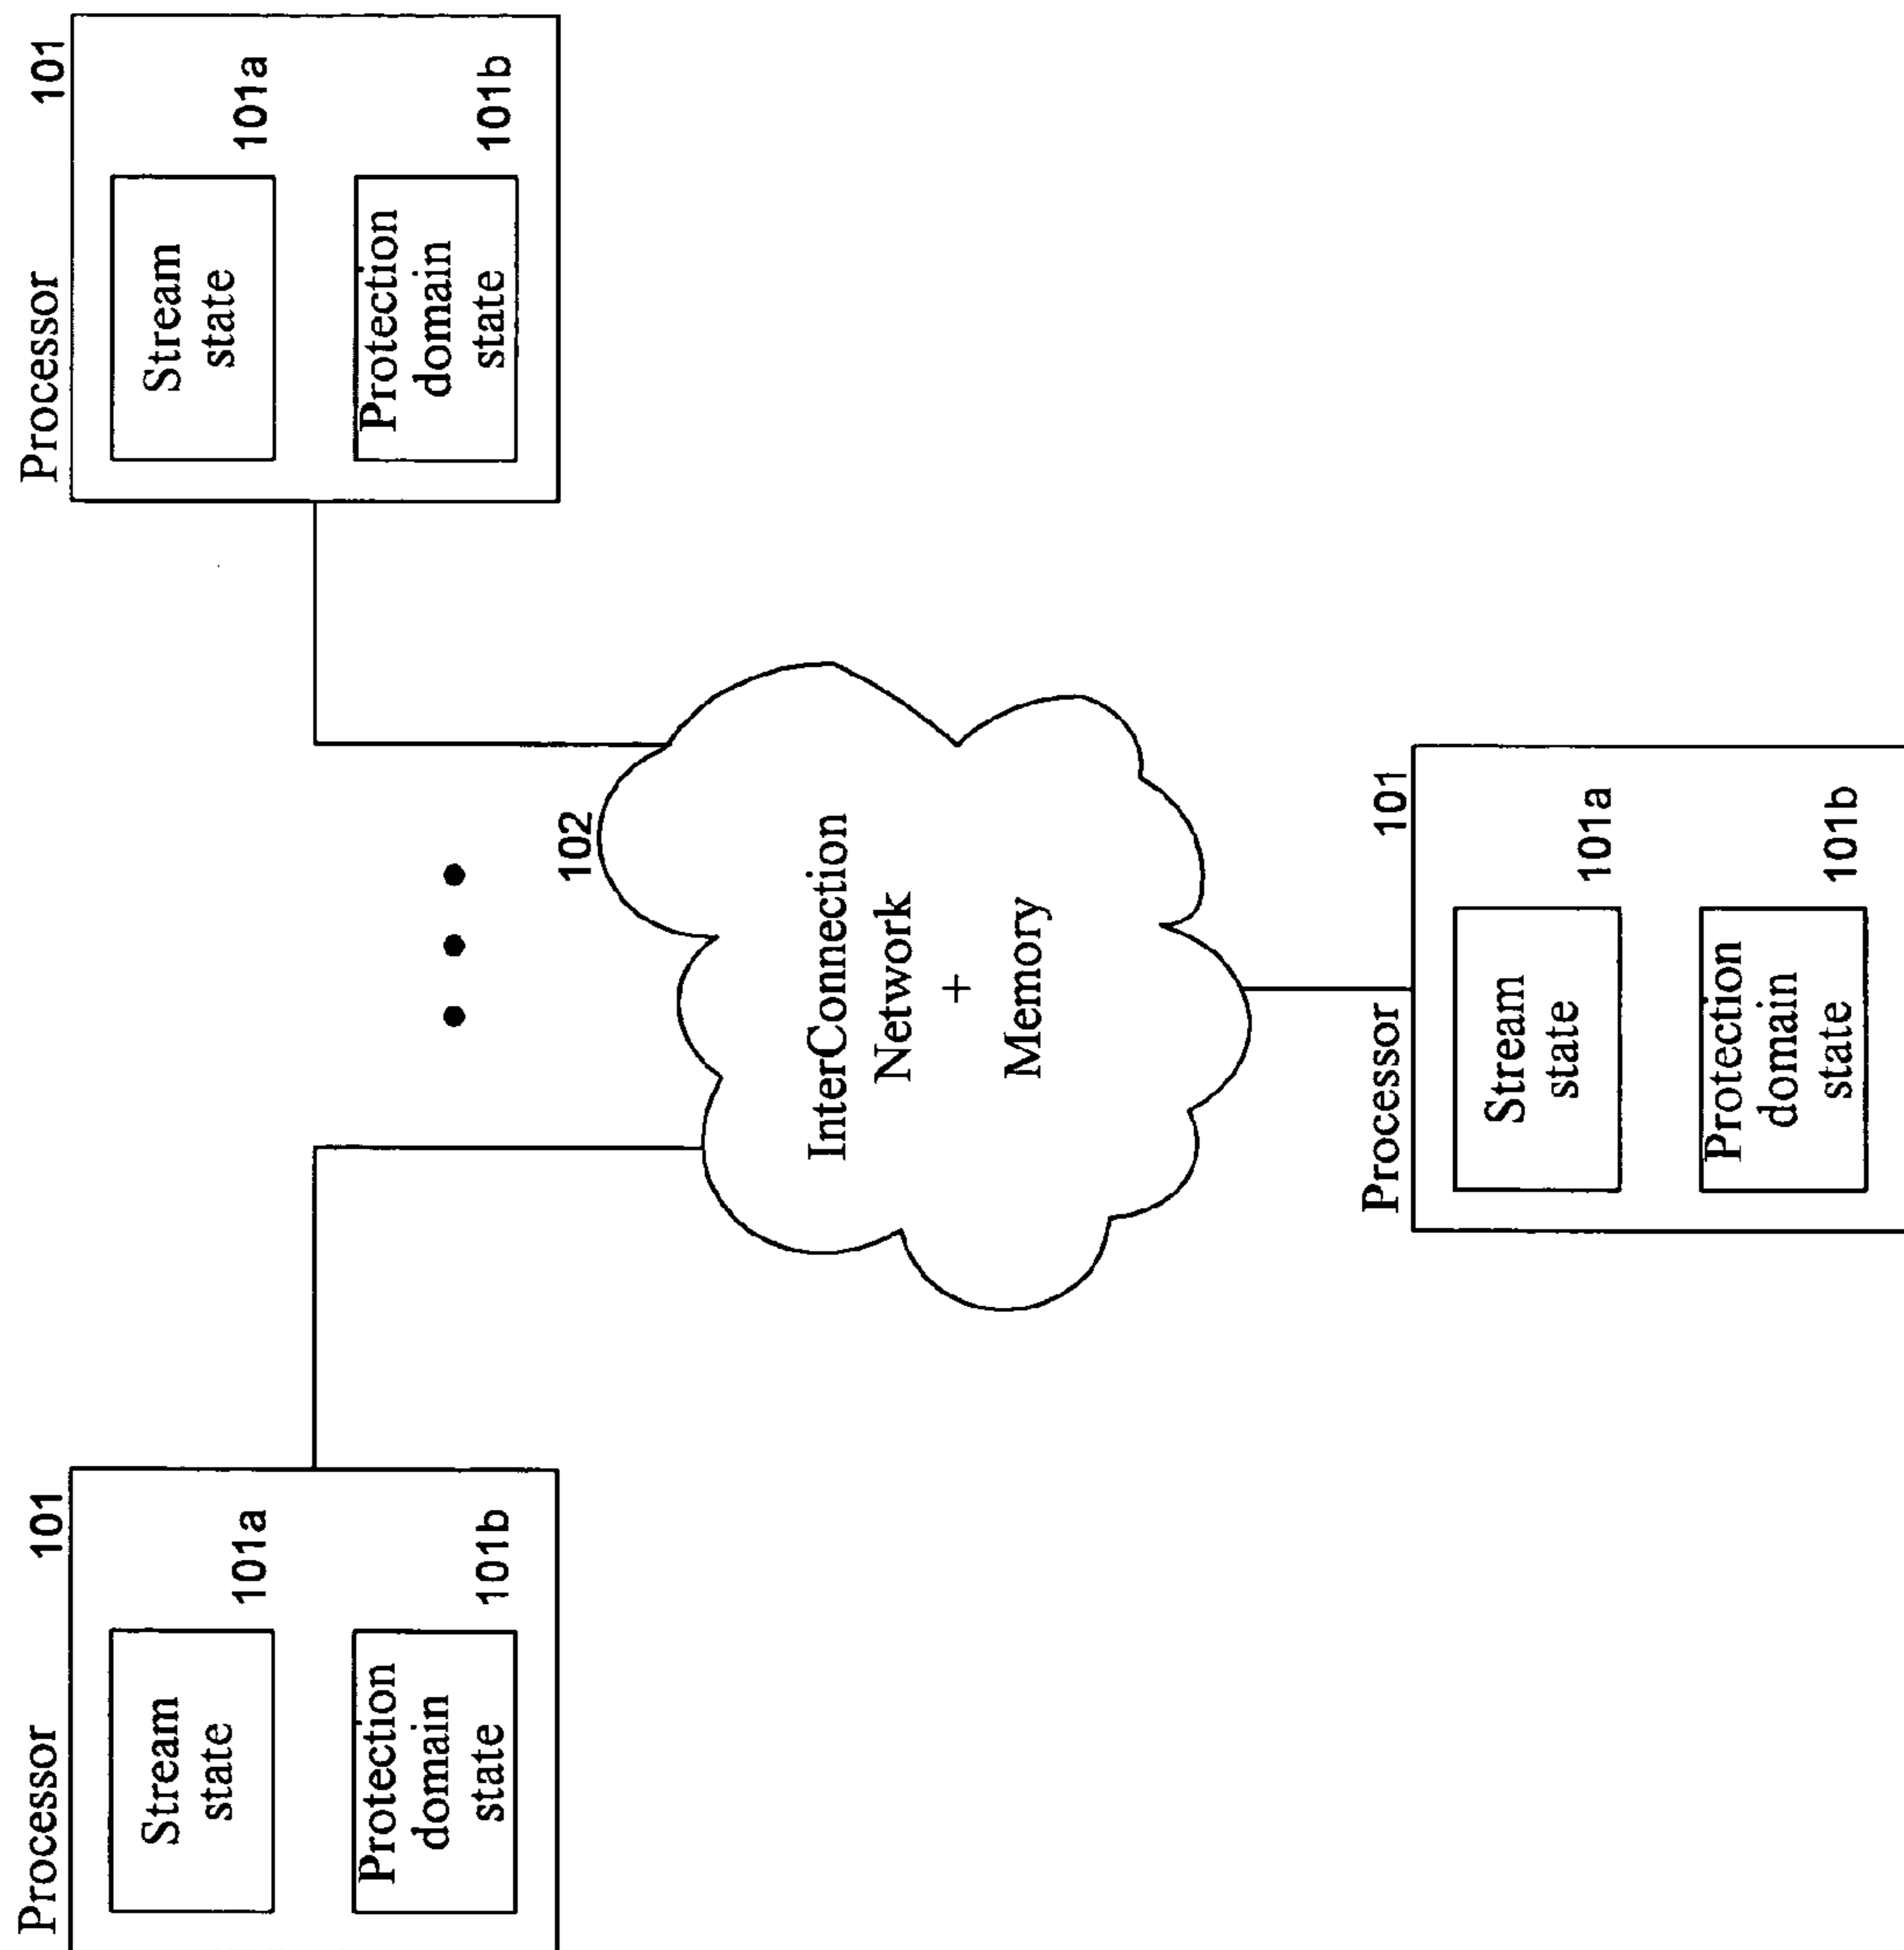 Processor
101
Stream
state
101a
Protection
domain
state
101b
Processor
101
Stream
state
101a
Protection
domain
state
101b
102
InterConnection
Network
+
Memory
Processor
101
Stream
state
101a
Protection
domain
state
101b